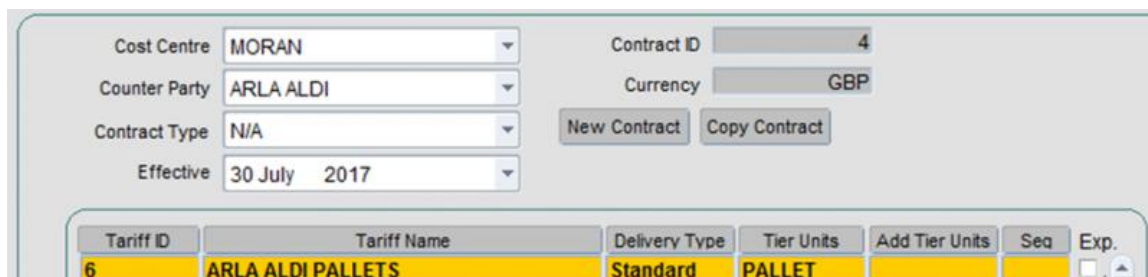 Cost Centre MORAN Contract ID 4
Counter Party ARLA ALDI Currency GBP
Contract Type N/A New Contract Copy Contract
Effective 30 July 2017
Tariff ID Tariff Name Delivery Type Tier Units Add Tier Units Seq Exp.
6 ARLA ALDI PALLETS Standard PALLET